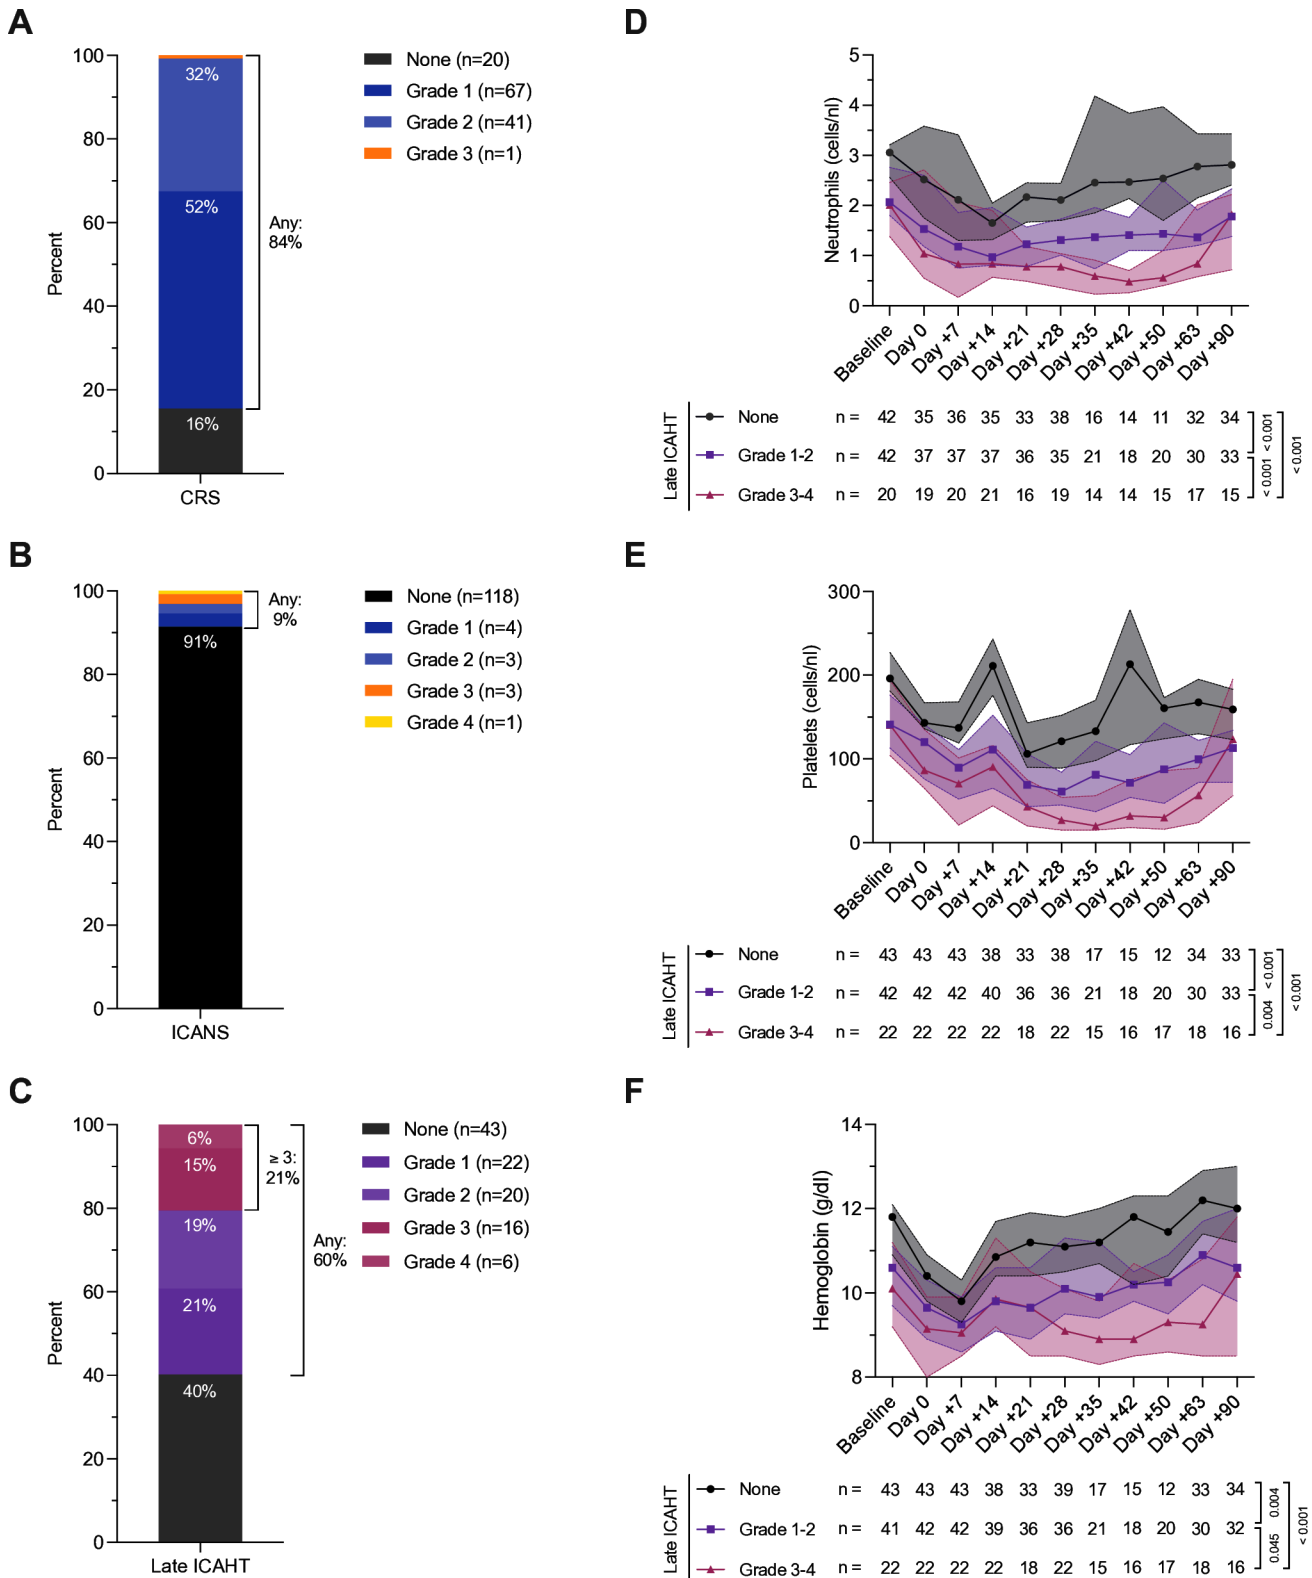 A
100
80
60
40
20
0
Percent
32%
52%
16%
Any:
84%
CRS
None (n=20)
Grade 1 (n=67)
Grade 2 (n=41)
Grade 3 (n=1)
B
100
80
60
40
20
0
Percent
91%
Any:
9%
ICANS
None (n=118)
Grade 1 (n=4)
Grade 2 (n=3)
Grade 3 (n=3)
Grade 4 (n=1)
C
100
80
60
40
20
0
Percent
6%
15%
19%
21%
40%
≥ 3:
21%
Any:
60%
Late ICAHT
None (n=43)
Grade 1 (n=22)
Grade 2 (n=20)
Grade 3 (n=16)
Grade 4 (n=6)
D
5
4
3
2
1
0
Neutrophils (cells/nl)
Baseline Day 0 Day +7 Day +14 Day +21 Day +28 Day +35 Day +42 Day +50 Day +63 Day +90
Late ICAHT
None n = 42 35 36 35 33 38 16 14 11 32 34
Grade 1-2 n = 42 37 37 37 36 35 21 18 20 30 33
Grade 3-4 n = 20 19 20 21 16 19 14 14 15 17 15
< 0.001
< 0.001
< 0.001
E
300
200
100
0
Platelets (cells/nl)
Baseline Day 0 Day +7 Day +14 Day +21 Day +28 Day +35 Day +42 Day +50 Day +63 Day +90
Late ICAHT
None n = 43 43 43 38 33 38 17 15 12 34 33
Grade 1-2 n = 42 42 42 40 36 36 21 18 20 30 33
Grade 3-4 n = 22 22 22 22 18 22 15 16 17 18 16
< 0.001
0.004
< 0.001
F
14
12
10
8
Hemoglobin (g/dl)
Baseline Day 0 Day +7 Day +14 Day +21 Day +28 Day +35 Day +42 Day +50 Day +63 Day +90
Late ICAHT
None n = 43 43 43 38 33 39 17 15 12 33 34
Grade 1-2 n = 41 42 42 39 36 36 21 18 20 30 32
Grade 3-4 n = 22 22 22 22 18 22 15 16 17 18 16
0.004
0.045
< 0.001